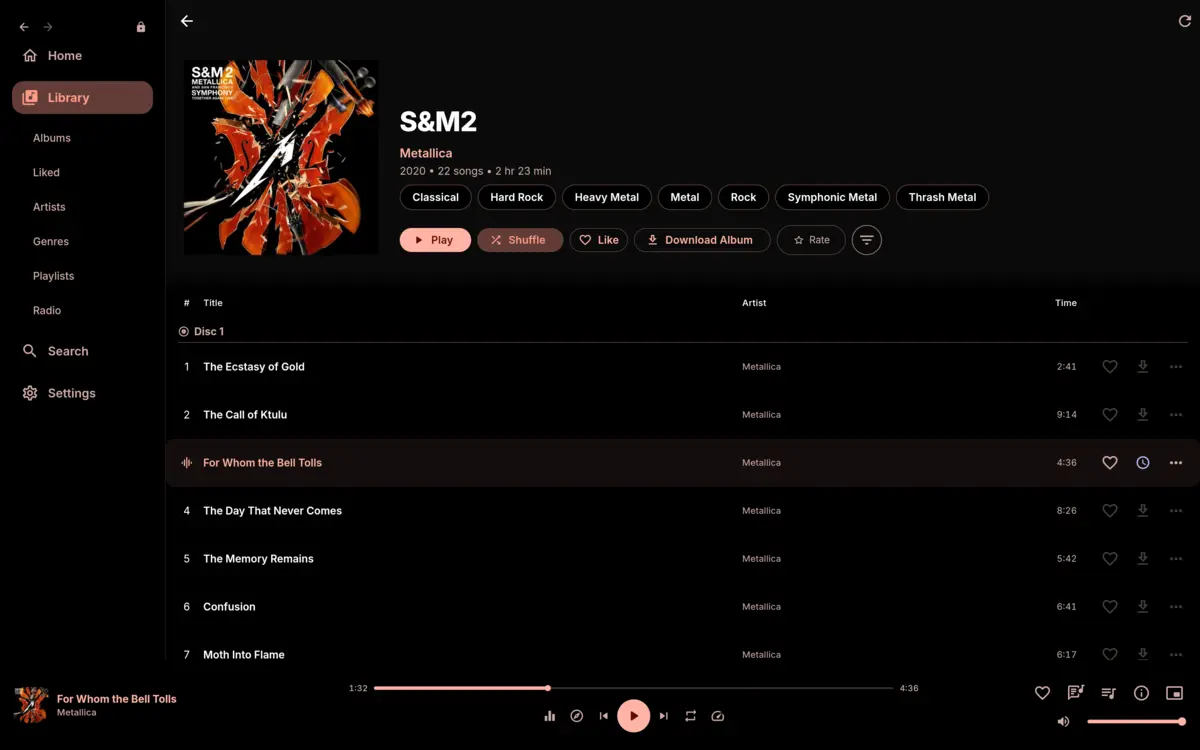 Home
Library
Albums
Liked
Artists
Genres
Playlists
Radio
Search
Settings
S&M2
METALLICA
AND SAN FRANCISCO
SYMPHONY
S&M2
Metallica
2020 • 22 songs • 2 hr 23 min
Classical Hard Rock Heavy Metal Metal Rock Symphonic Metal Thrash Metal
Play Shuffle Like Download Album Rate
# Title Artist Time
Disc 1
1 The Ecstasy of Gold Metallica 2:41
2 The Call of Ktulu Metallica 9:14
For Whom the Bell Tolls Metallica 4:36
4 The Day That Never Comes Metallica 8:26
5 The Memory Remains Metallica 5:42
6 Confusion Metallica 6:41
7 Moth Into Flame Metallica 6:17
For Whom the Bell Tolls
Metallica
1:32 4:36